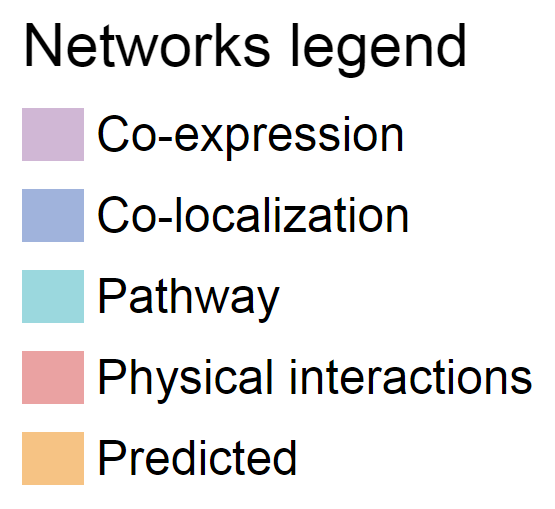 Networks legend
Co-expression
Co-localization
Pathway
Physical interactions
Predicted